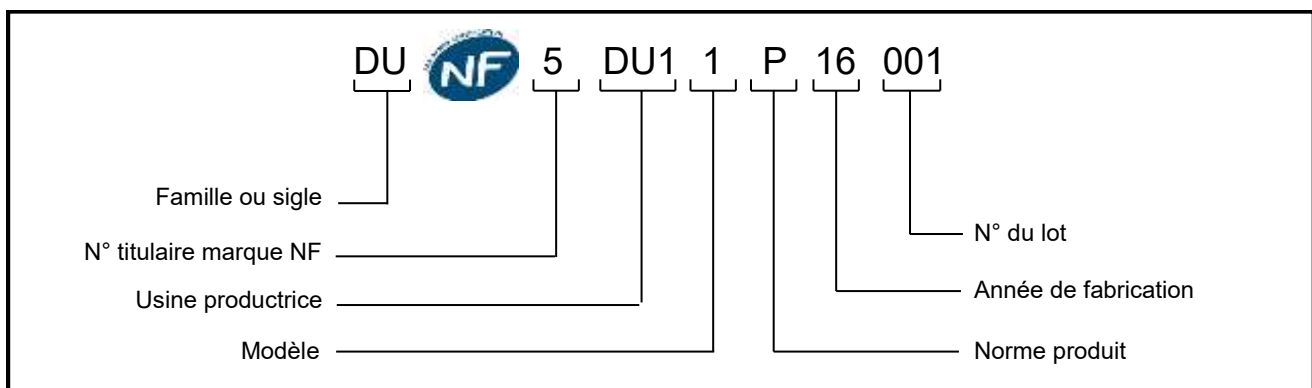 DU NF 5 DU1 1 P 16 001
Famille ou sigle
N° titulaire marque NF
Usine productrice
Modèle
N° du lot
Année de fabrication
Norme produit